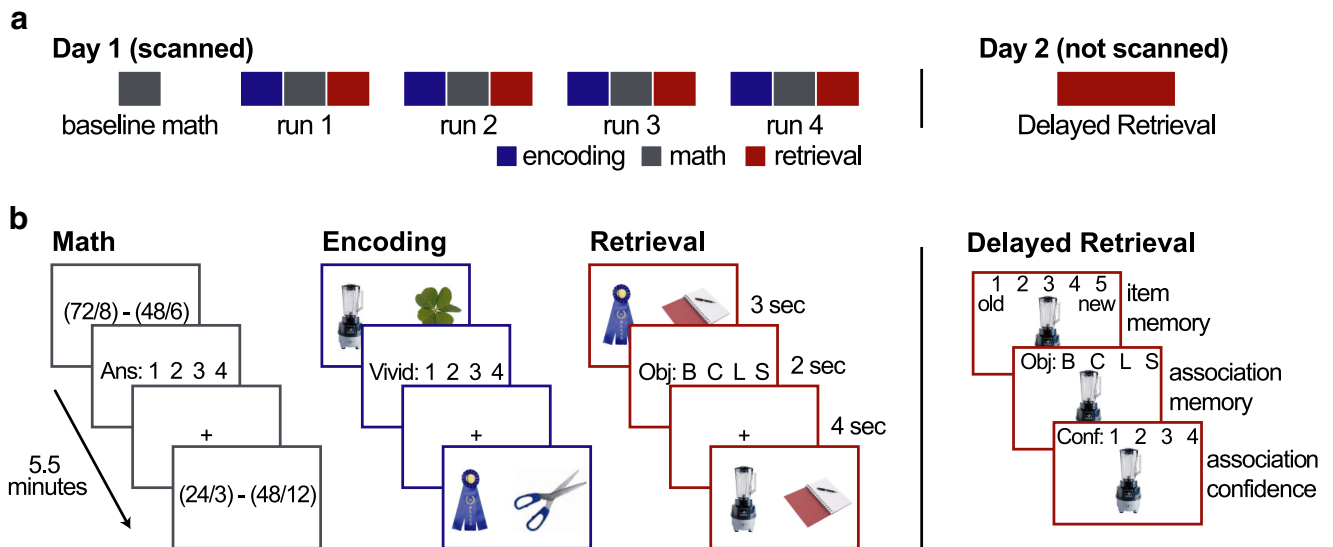 a
Day 1 (scanned)
Day 2 (not scanned)
baseline math
run 1
run 2
run 3
run 4
Delayed Retrieval
encoding
math
retrieval
b
Math
Encoding
Retrieval
Delayed Retrieval
(72/8) - (48/6)
Ans: 1 2 3 4
+
(24/3) - (48/12)
5.5
minutes
Vivid: 1 2 3 4
+
3 sec
Obj: B C L S
2 sec
+
4 sec
1 2 3 4 5
old new
item
memory
Obj: B C L S
association
memory
Conf: 1 2 3 4
association
confidence